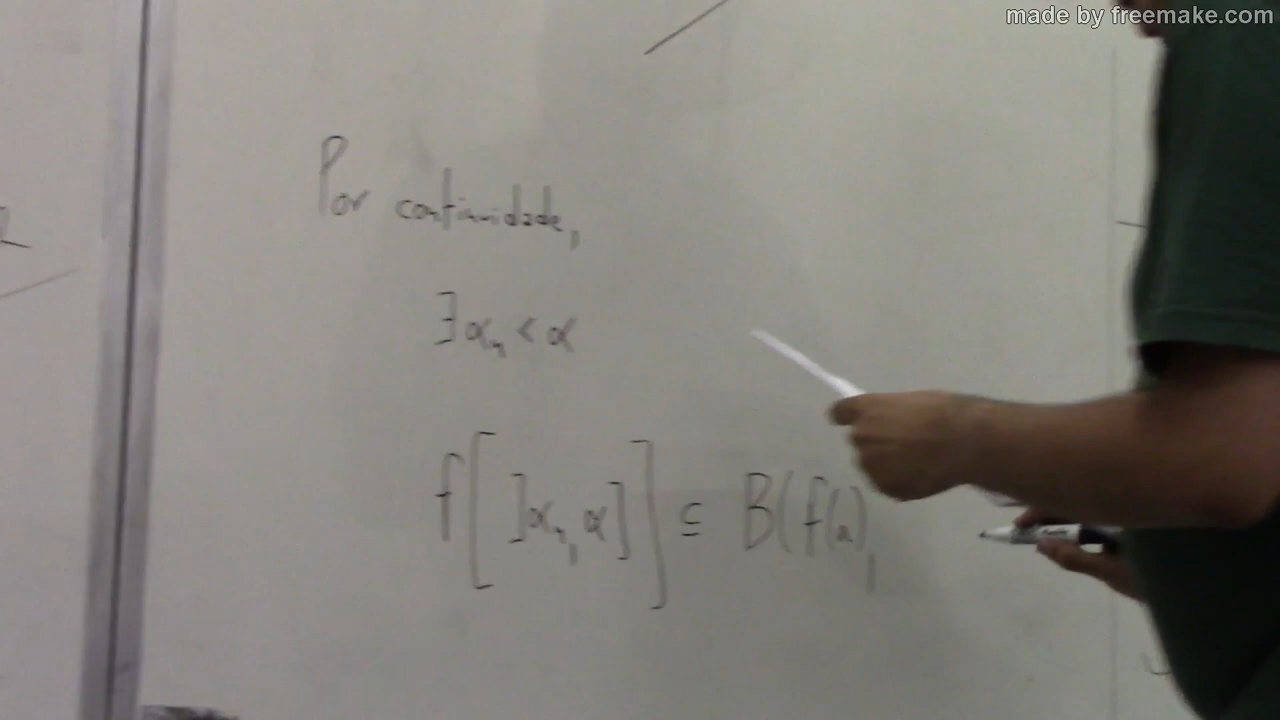 made by freemake.com
Por continuidade,
∃ αₙ < α
f[ ]αₙ, α] ] ⊆ B(f(α),